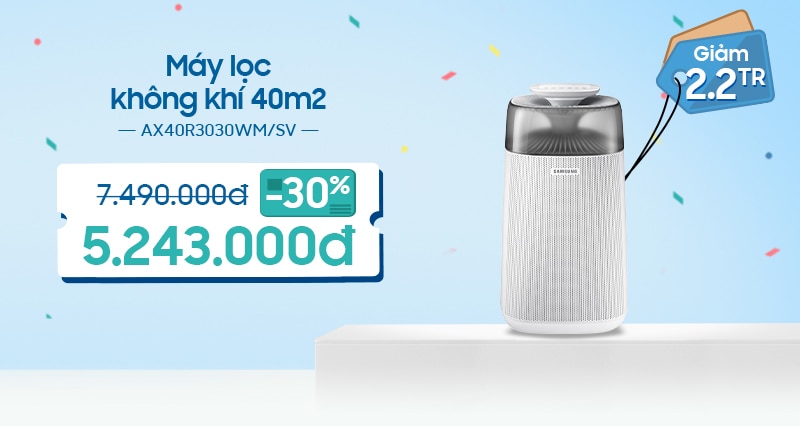 Máy lọc
không khí 40m2
AX40R3030WM/SV
7.490.000đ
-30%
5.243.000đ
Giảm
2.2TR
SAMSUNG